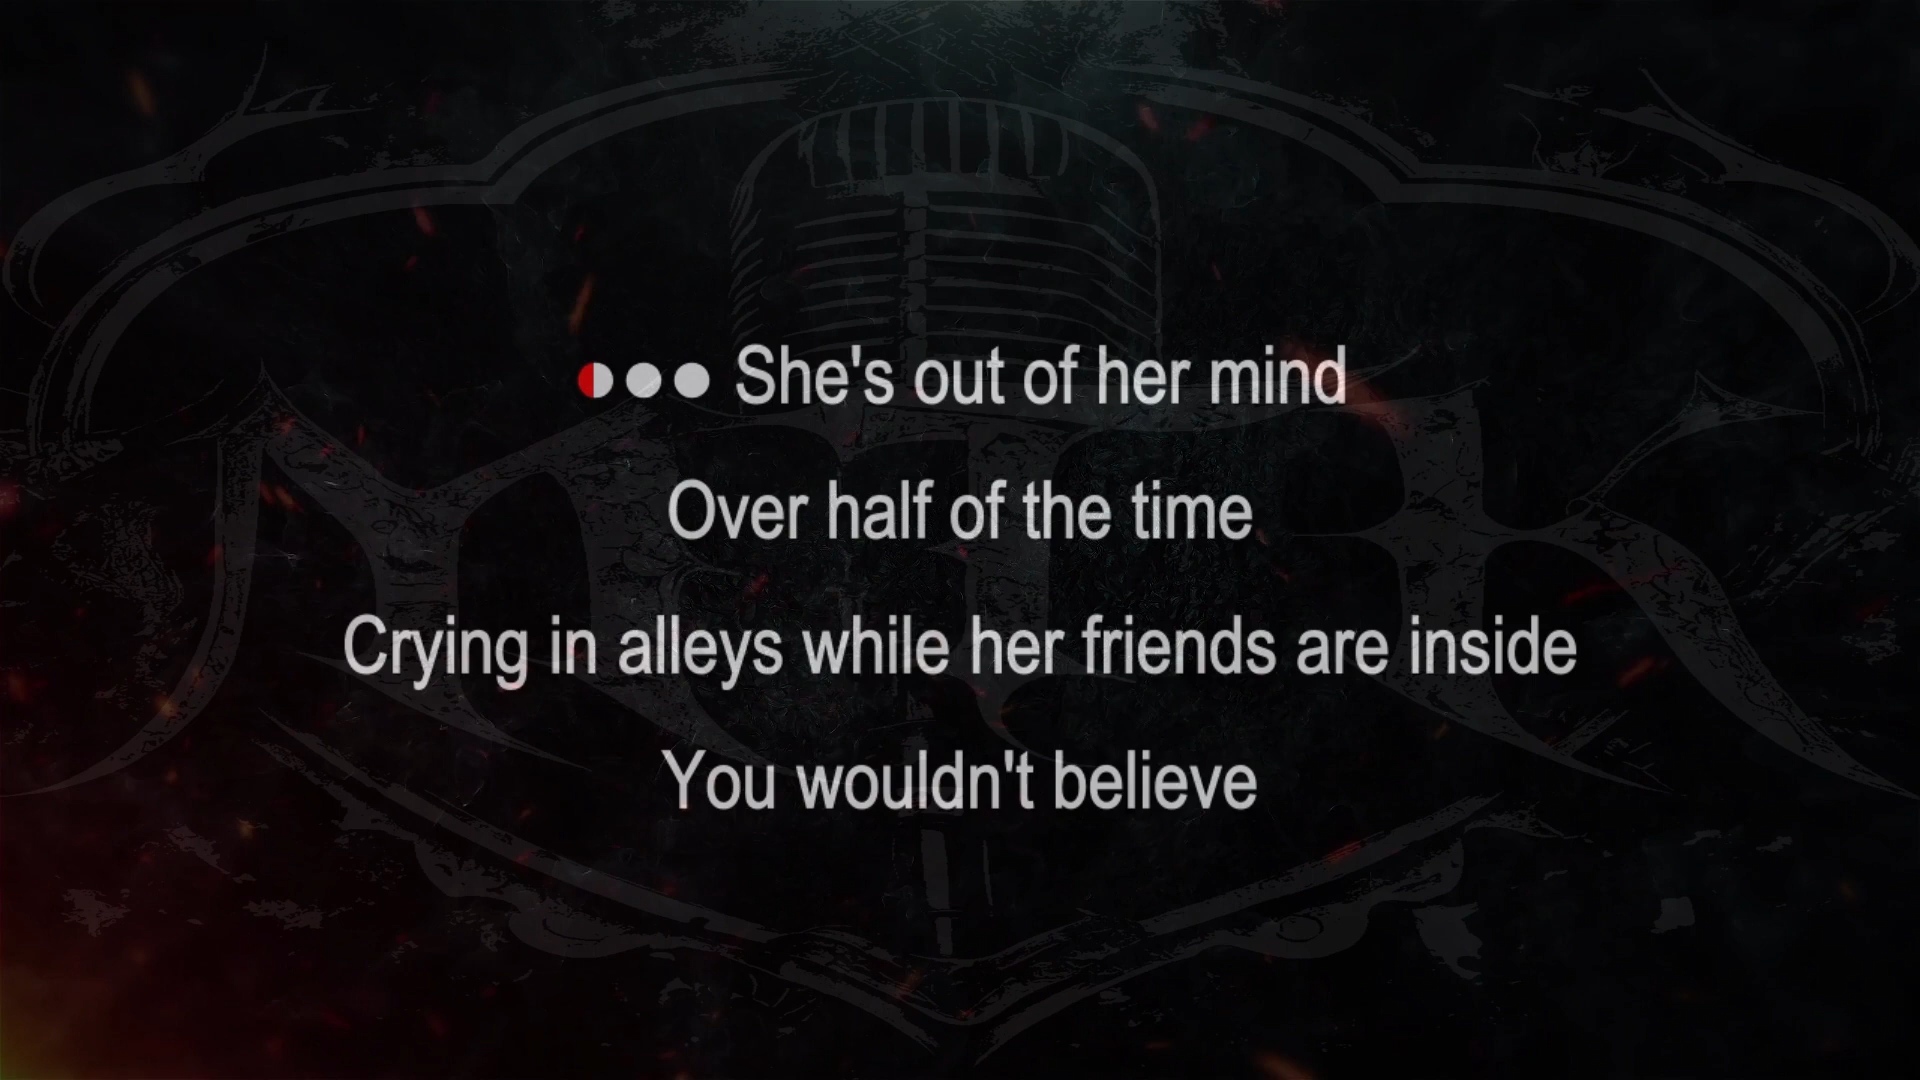 She's out of her mind
Over half of the time
Crying in alleys while her friends are inside
You wouldn't believe
METK